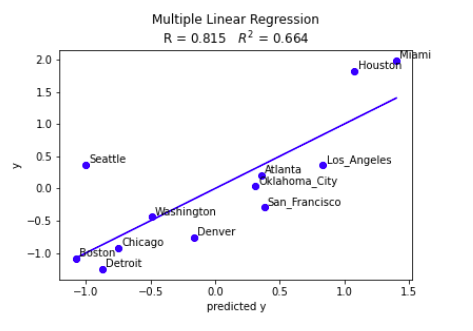 Multiple Linear Regression
R = 0.815 R² = 0.664
2.0
1.5
1.0
0.5
0.0
−0.5
−1.0
y
Miami
Houston
Seattle
Los_Angeles
Atlanta
Oklahoma_City
San_Francisco
Washington
Denver
Chicago
Boston
Detroit
−1.0 −0.5 0.0 0.5 1.0 1.5
predicted y